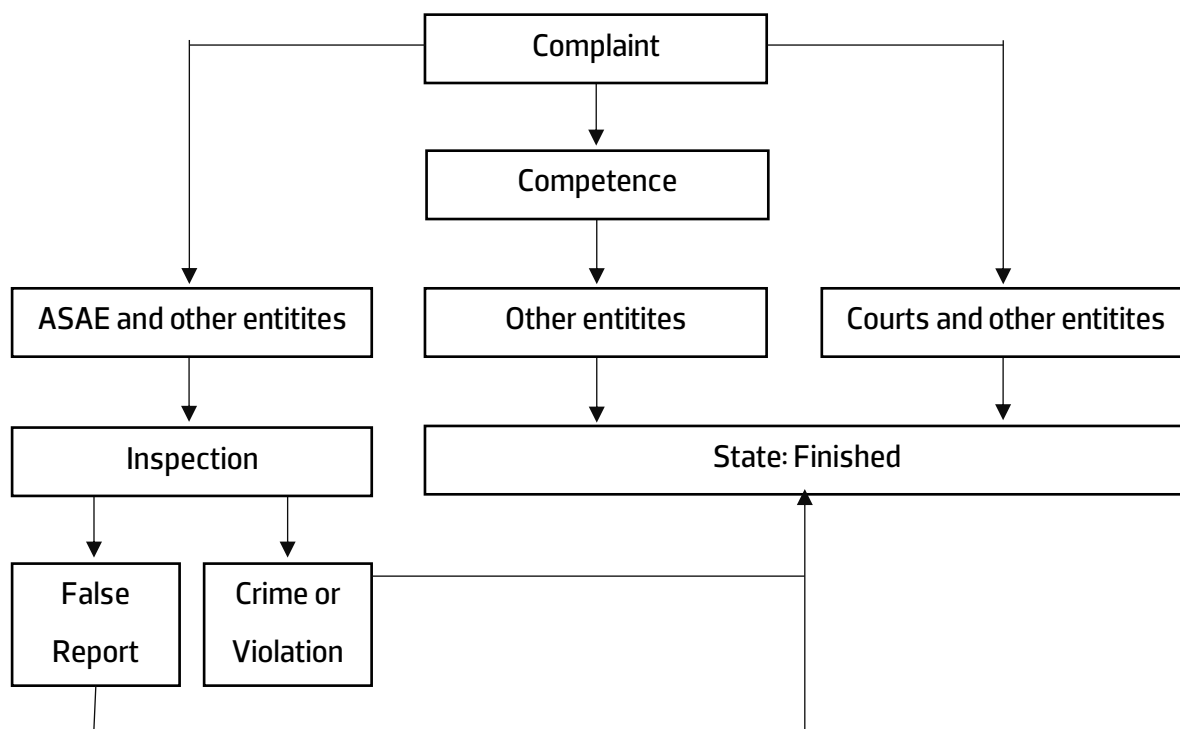 Complaint
Competence
ASAE and other entitites
Other entitites
Courts and other entitites
Inspection
State: Finished
False
Report
Crime or
Violation